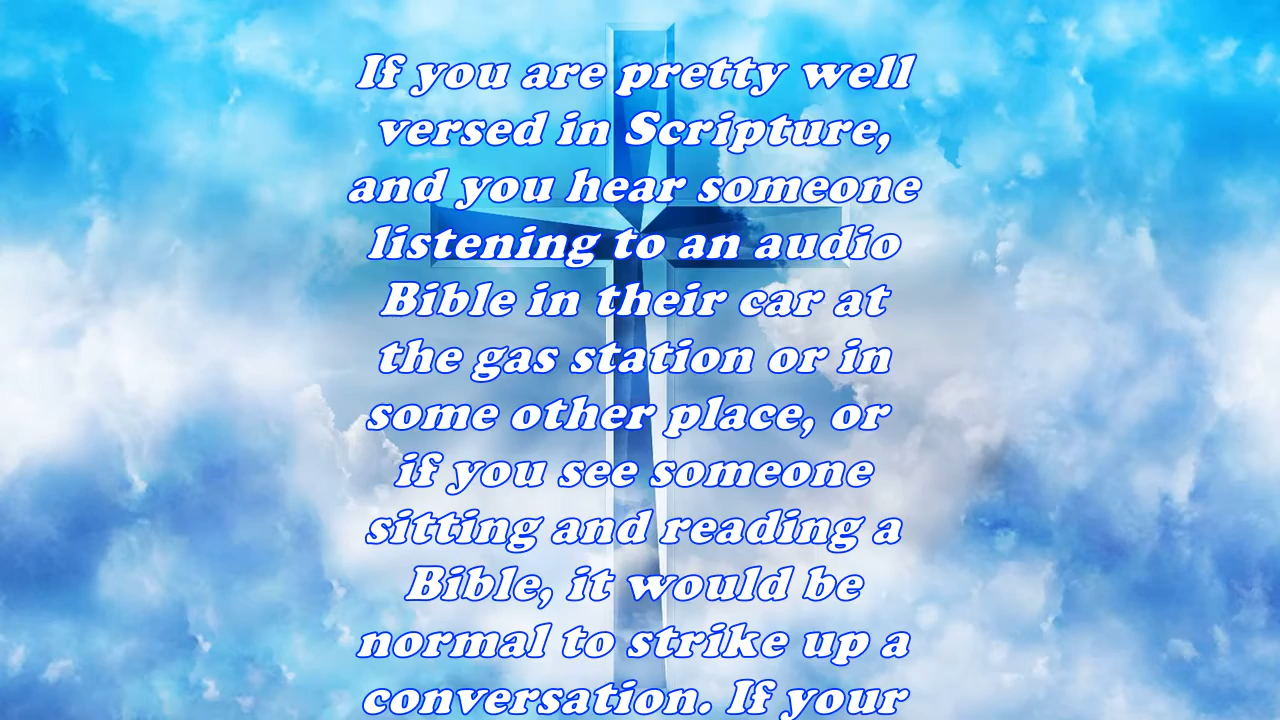 If you are pretty well
versed in Scripture,
and you hear someone
listening to an audio
Bible in their car at
the gas station or in
some other place, or
if you see someone
sitting and reading a
Bible, it would be
normal to strike up a
conversation. If your